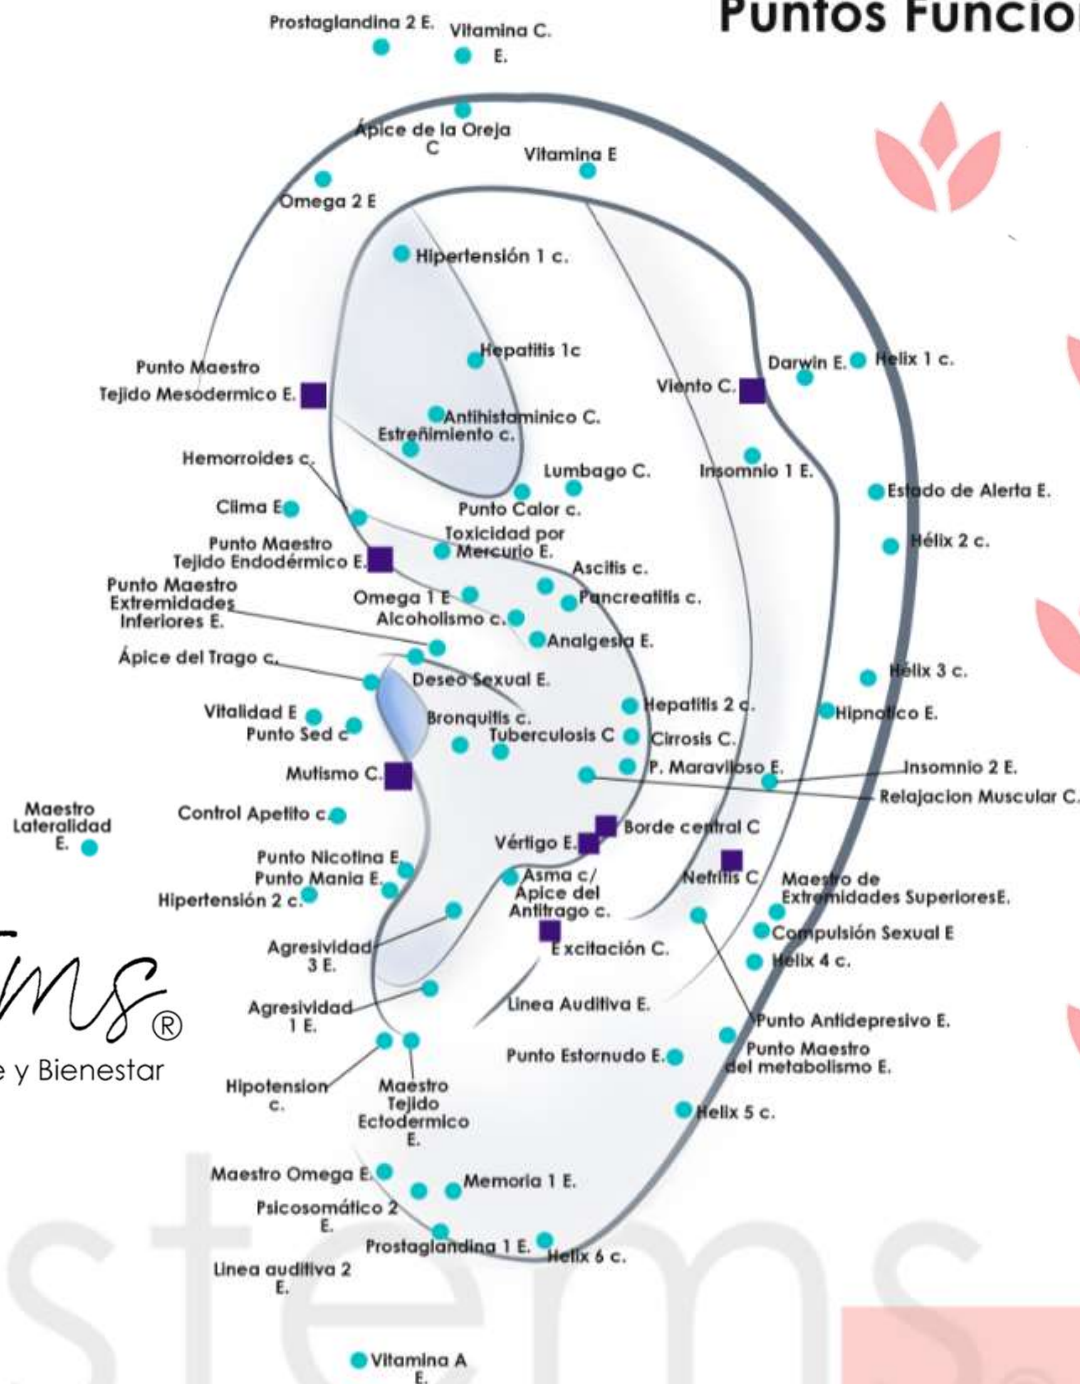 Puntos Funcio
Prostaglandina 2 E.
Vitamina C.
E.
Ápice de la Oreja
C
Vitamina E
Omega 2 E
Hipertensión 1 c.
Hepatitis 1c
Punto Maestro
Tejido Mesodermico E.
Viento C.
Darwin E.
Helix 1 c.
Antihistaminico C.
Estreñimiento c.
Hemorroides c.
Lumbago C.
Insomnio 1 E.
Clima E
Punto Calor c.
Estado de Alerta E.
Punto Maestro
Tejido Endodérmico E.
Toxicidad por
Mercurio E.
Hélix 2 c.
Ascitis c.
Punto Maestro
Extremidades
Inferiores E.
Omega 1 E
Pancreatitis c.
Alcoholismo c.
Analgesia E.
Ápice del Trago c.
Deseo Sexual E.
Hélix 3 c.
Vitalidad E
Punto Sed c
Bronquitis c.
Tuberculosis C
Hepatitis 2 c.
Hipnotico E.
Cirrosis C.
Mutismo C.
P. Maravilloso E.
Insomnio 2 E.
Relajacion Muscular C.
Maestro
Lateralidad
E.
Control Apetito c.
Vértigo E.
Borde central C
Punto Nicotina E.
Punto Mania E.
Hipertensión 2 c.
Asma c/
Apice del
Antitrago c.
Nefritis C
Maestro de
Extremidades SuperioresE.
Agresividad
3 E.
Excitación C.
Compulsión Sexual E
Helix 4 c.
ms®
e y Bienestar
Agresividad
1 E.
Linea Auditiva E.
Punto Antidepresivo E.
Punto Estornudo E.
Punto Maestro
del metabolismo E.
Hipotension
c.
Maestro
Tejido
Ectodermico
E.
Helix 5 c.
Maestro Omega E.
Memoria 1 E.
Psicosomático 2
E.
Prostaglandina 1 E.
Helix 6 c.
Linea auditiva 2
E.
stems
Vitamina A
E.